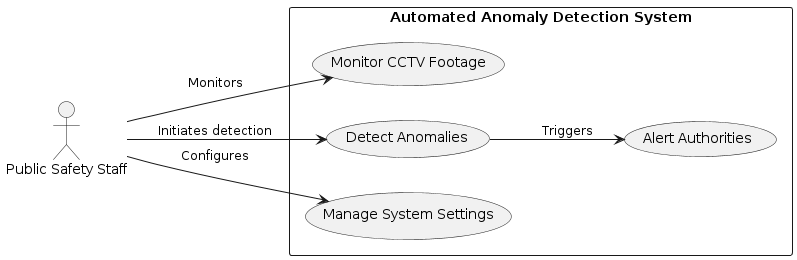 Automated Anomaly Detection System
Monitor CCTV Footage
Monitors
Initiates detection
Detect Anomalies
Triggers
Alert Authorities
Public Safety Staff
Configures
Manage System Settings